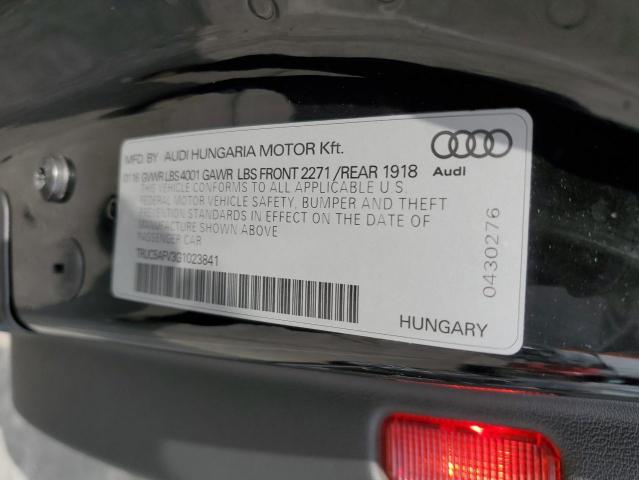 MFD. BY AUDI HUNGARIA MOTOR Kft.
01 16 GVWR LBS 4001 GAWR LBS FRONT 2271 /REAR 1918
THIS VEHICLE CONFORMS TO ALL APPLICABLE U.S.
FEDERAL MOTOR VEHICLE SAFETY, BUMPER AND THEFT
PREVENTION STANDARDS IN EFFECT ON THE DATE OF
MANUFACTURE SHOWN ABOVE
PASSENGER CAR
TRUC5AFV3G1023841
Audi
0430276
HUNGARY